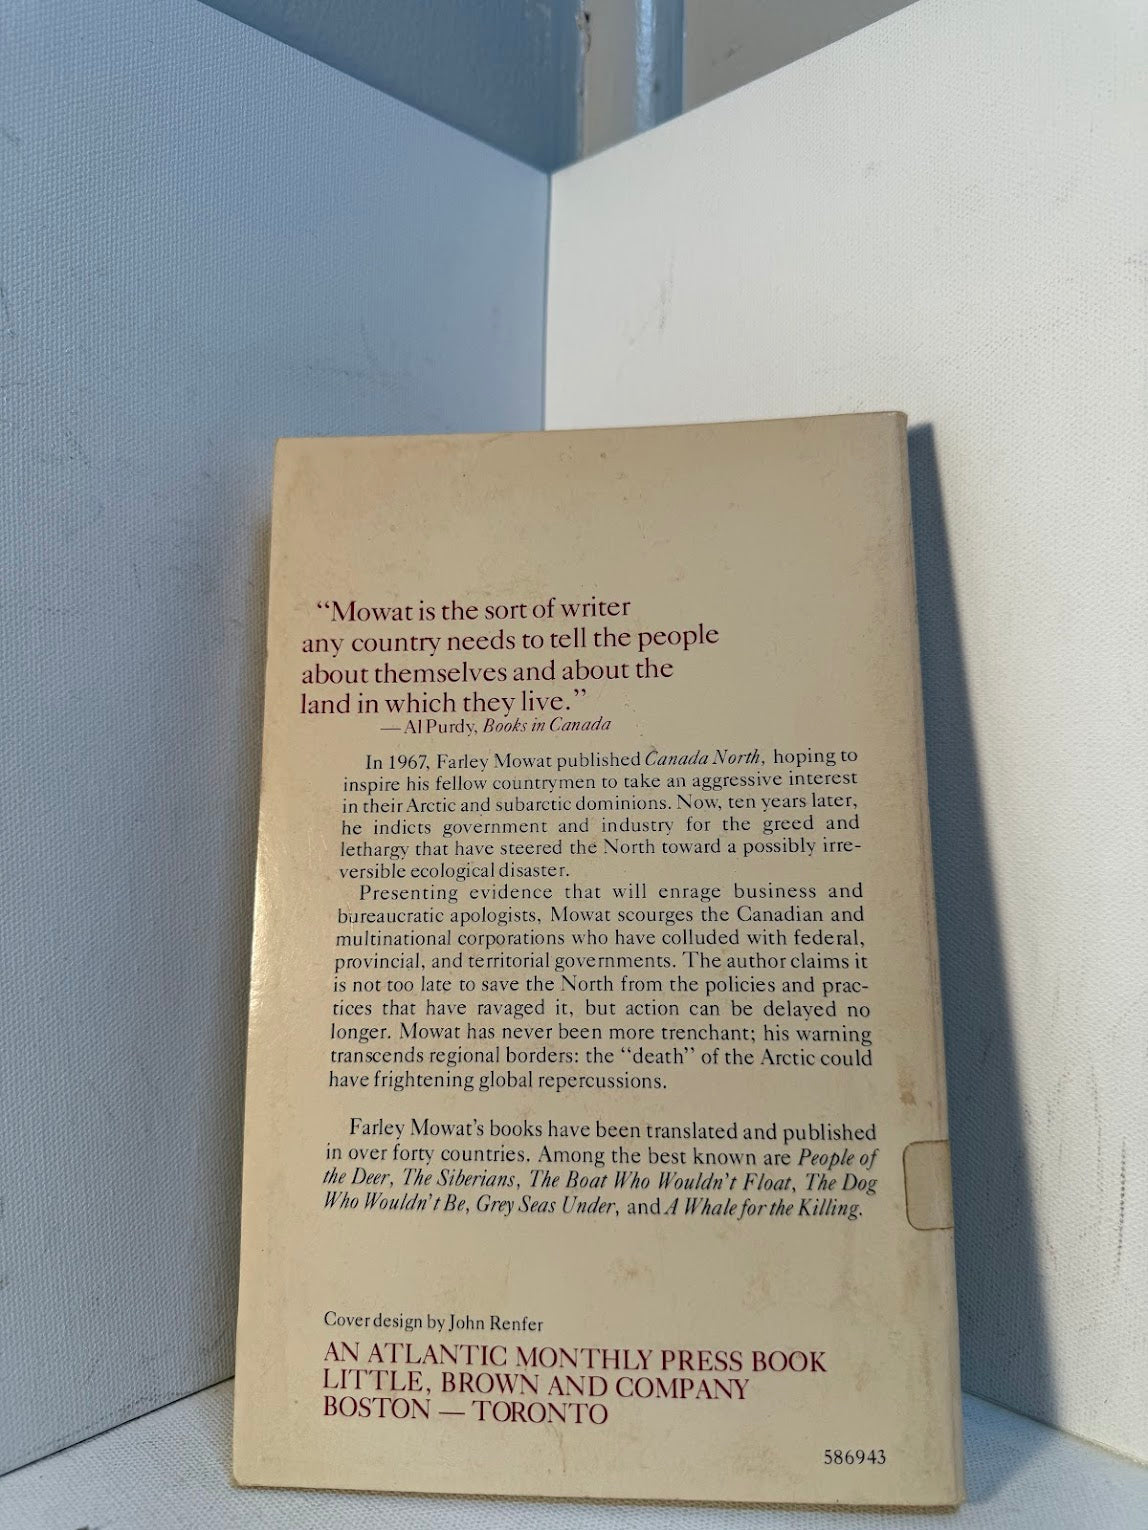 “Mowat is the sort of writer
any country needs to tell the people
about themselves and about the
land in which they live.”
— Al Purdy, Books in Canada
In 1967, Farley Mowat published Canada North, hoping to
inspire his fellow countrymen to take an aggressive interest
in their Arctic and subarctic dominions. Now, ten years later,
he indicts government and industry for the greed and
lethargy that have steered the North toward a possibly irre-
versible ecological disaster.
Presenting evidence that will enrage business and
bureaucratic apologists, Mowat scourges the Canadian and
multinational corporations who have colluded with federal,
provincial, and territorial governments. The author claims it
is not too late to save the North from the policies and prac-
tices that have ravaged it, but action can be delayed no
longer. Mowat has never been more trenchant; his warning
transcends regional borders: the “death” of the Arctic could
have frightening global repercussions.
Farley Mowat’s books have been translated and published
in over forty countries. Among the best known are People of
the Deer, The Siberians, The Boat Who Wouldn’t Float, The Dog
Who Wouldn’t Be, Grey Seas Under, and A Whale for the Killing.
Cover design by John Renfer
AN ATLANTIC MONTHLY PRESS BOOK
LITTLE, BROWN AND COMPANY
BOSTON — TORONTO
586943